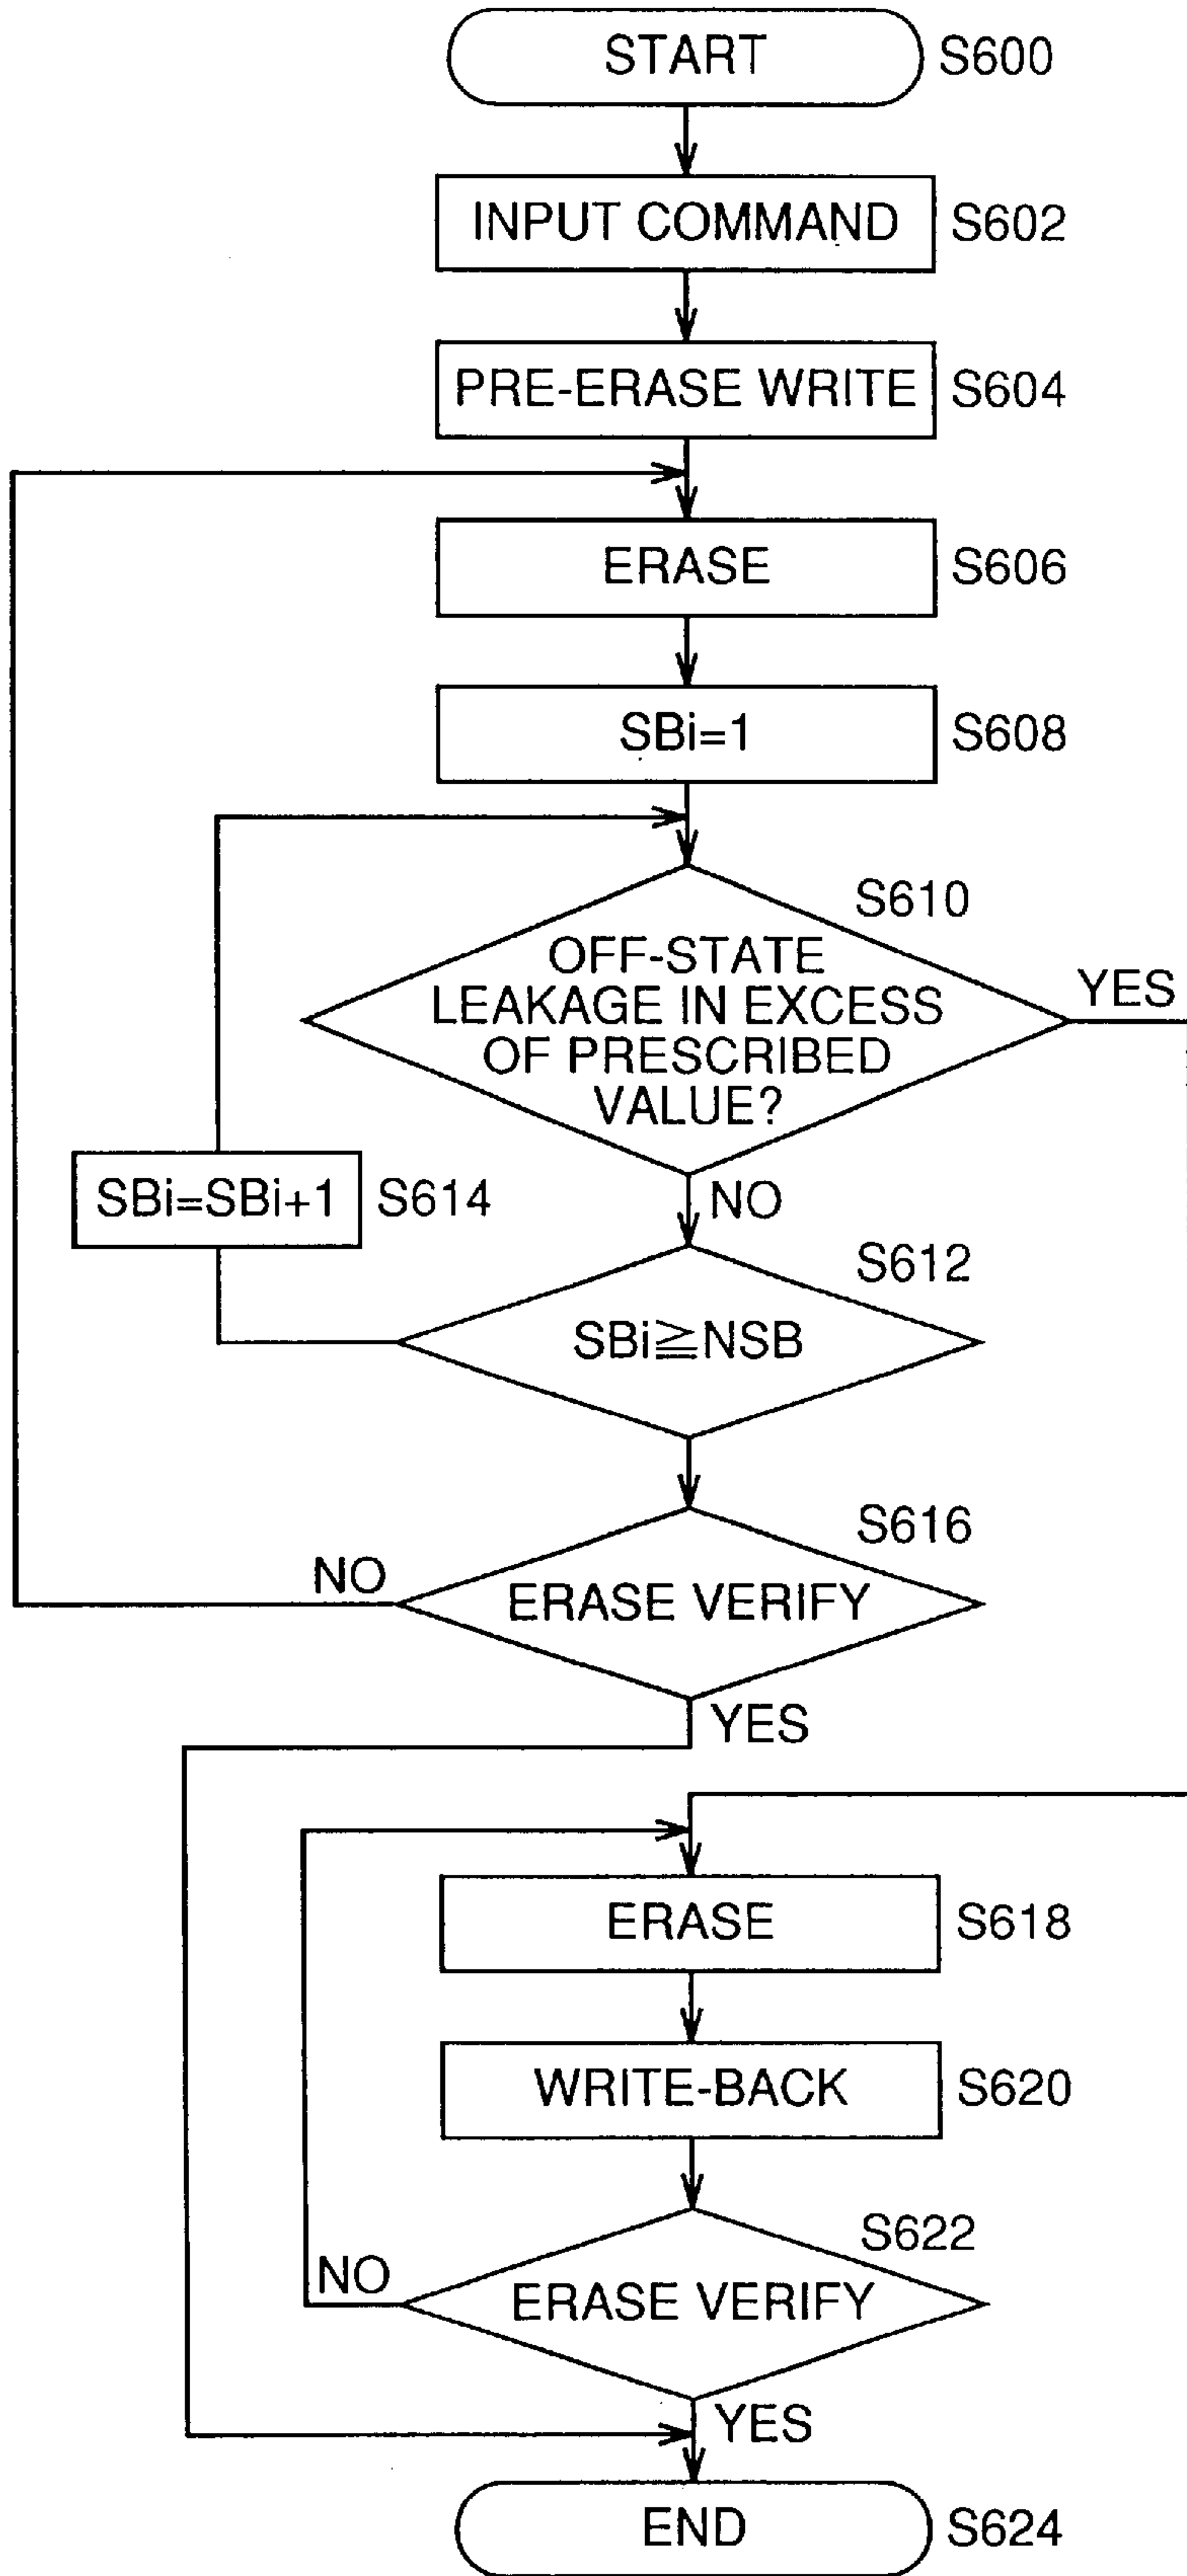 START S600
INPUT COMMAND S602
PRE-ERASE WRITE S604
ERASE S606
SBi=1 S608
S610
OFF-STATE
LEAKAGE IN EXCESS
OF PRESCRIBED
VALUE?
YES
NO
SBi=SBi+1 S614
S612
SBi≧NSB
S616
NO
ERASE VERIFY
YES
ERASE S618
WRITE-BACK S620
S622
NO
ERASE VERIFY
YES
END S624